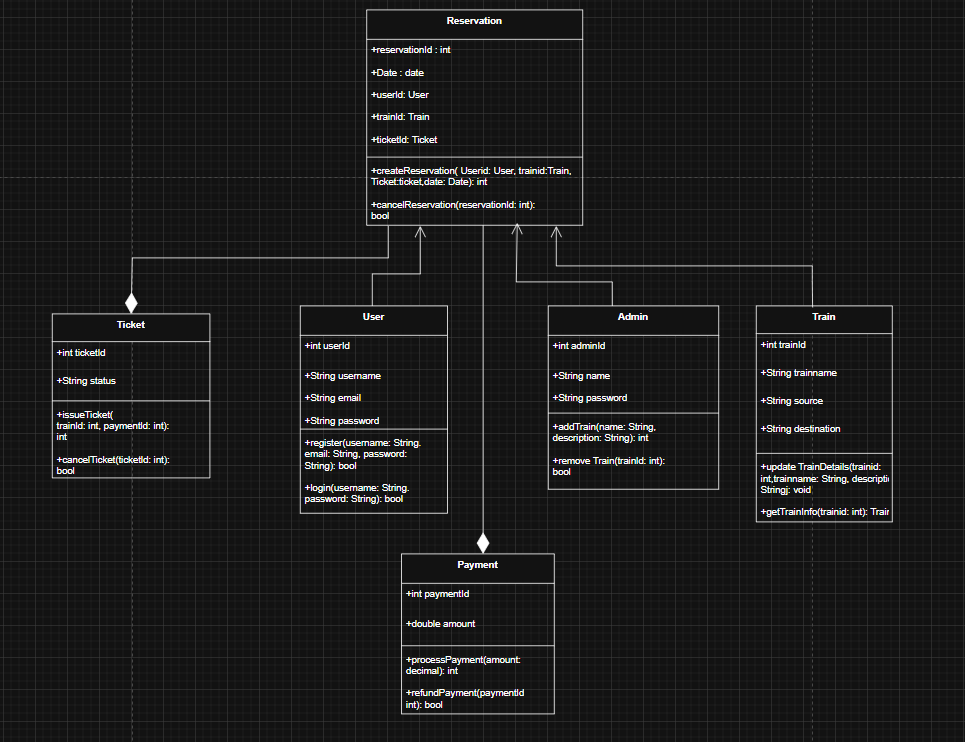 Reservation
+reservationId : int
+Date : date
+userId: User
+trainId: Train
+ticketId: Ticket
+createReservation( Userid: User, trainid:Train,
Ticket:ticket,date: Date): int
+cancelReservation(reservationId: int):
bool
Ticket
+int ticketId
+String status
+issueTicket(
trainId: int, paymentId: int):
int
+cancelTicket(ticketId: int):
bool
User
+int userId
+String username
+String email
+String password
+register(username: String.
email: String, password:
String): bool
+login(username: String.
password: String): bool
Admin
+int adminId
+String name
+String password
+addTrain(name: String,
description: String): int
+remove Train(trainId: int):
bool
Train
+int trainId
+String trainname
+String source
+String destination
+update TrainDetails(trainid:
int,trainname: String, descripti
Stringj: void
+getTrainInfo(trainid: int): Trair
Payment
+int paymentId
+double amount
+processPayment(amount:
decimal): int
+refundPayment(paymentId
int): bool